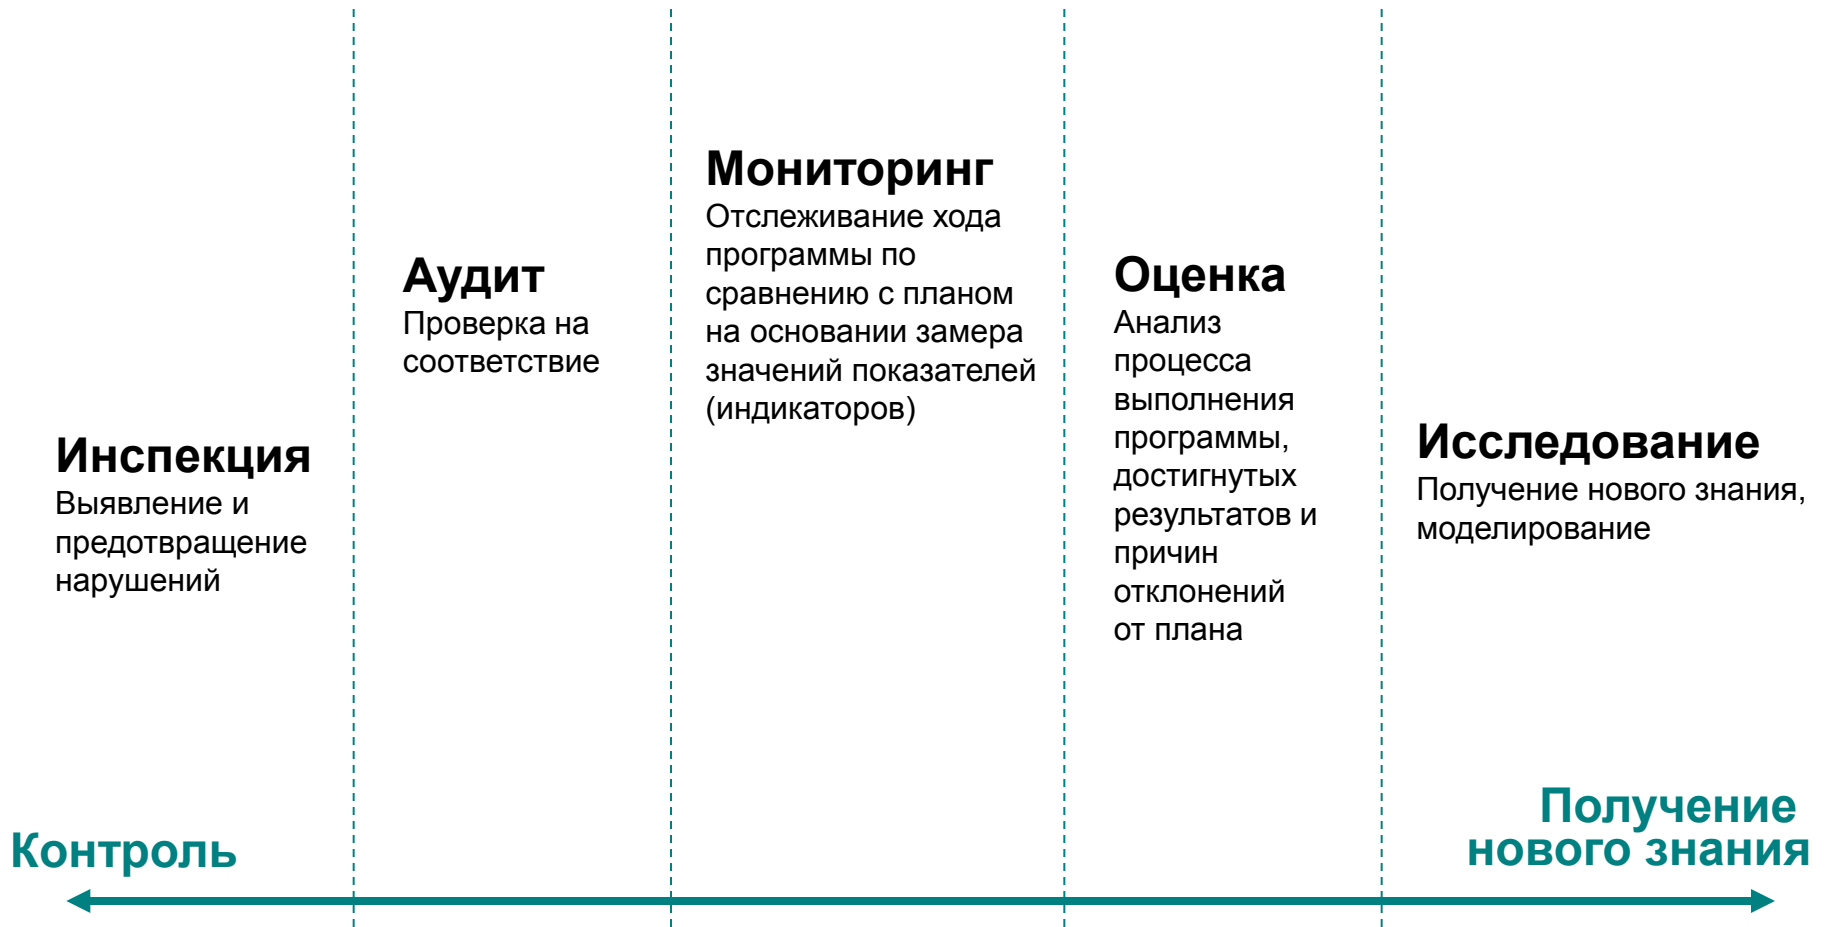 Инспекция
Выявление и
предотвращение
нарушений
Аудит
Проверка на
соответствие
Мониторинг
Отслеживание хода
программы по
сравнению с планом
на основании замера
значений показателей
(индикаторов)
Оценка
Анализ
процесса
выполнения
программы,
достигнутых
результатов и
причин
отклонений
от плана
Исследование
Получение нового знания,
моделирование
Контроль
Получение
нового знания